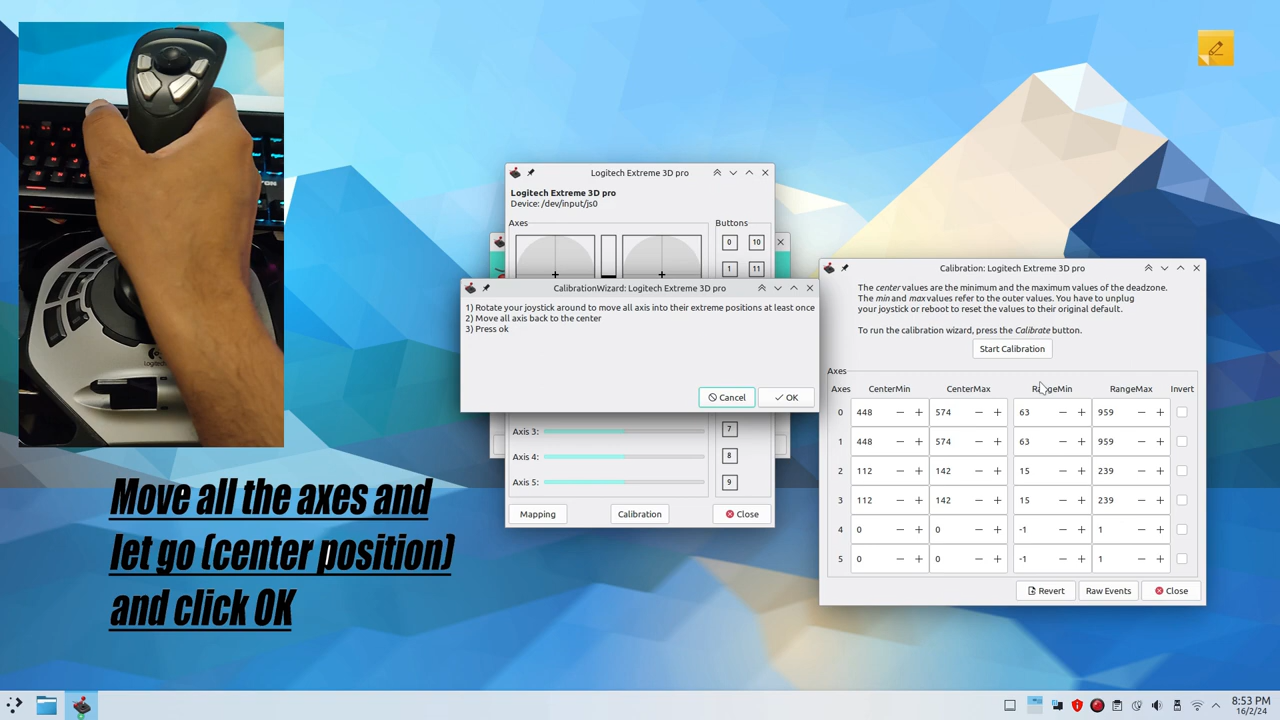 Move all the axes and
let go (center position)
and click OK
Logitech Extreme 3D pro
Logitech Extreme 3D pro
Device: /dev/input/js0
Axes
Buttons
0 10
1 11
7
Axis 3:
8
Axis 4:
9
Axis 5:
Mapping Calibration Close
CalibrationWizard: Logitech Extreme 3D pro
1) Rotate your joystick around to move all axis into their extreme positions at least once
2) Move all axis back to the center
3) Press ok
Cancel OK
Calibration: Logitech Extreme 3D pro
The center values are the minimum and the maximum values of the deadzone.
The min and max values refer to the outer values. You have to unplug
your joystick or reboot to reset the values to their original default.
To run the calibration wizard, press the Calibrate button.
Start Calibration
Axes
Axes CenterMin CenterMax RangeMin RangeMax Invert
0 448 − + 574 − + 63 − + 959 − +
1 448 − + 574 − + 63 − + 959 − +
2 112 − + 142 − + 15 − + 239 − +
3 112 − + 142 − + 15 − + 239 − +
4 0 − + 0 − + -1 − + 1 − +
5 0 − + 0 − + -1 − + 1 − +
Revert Raw Events Close
8:53 PM
16/2/24